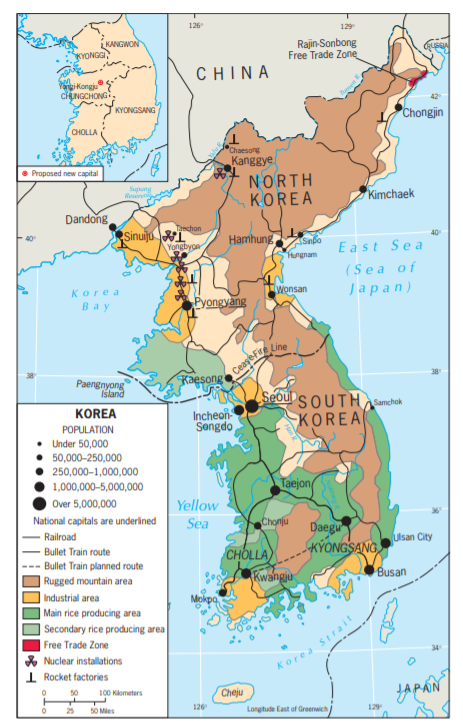 126°
129°
KANGWON
KYONGGI
Yongi-Kongju
CHUNGCHONG
KYONGSANG
CHOLLA
Proposed new capital
Rajin-Sonbong
Free Trade Zone
RUSSIA
CHINA
42°
Chongjin
Chaesong
Kanggye
NORTH
KOREA
Kimchaek
Supung
Reservoir
Dandong
Sinuiju
Taechon
Yongbyon
40°
40°
Hamhung
Sinpo
Hungnam
East Sea
(Sea of
Japan)
Korea
Bay
Wonsan
Pyongyang
Cease-Fire Line
38°
38°
Kaesong
Paengnyong
Island
Seoul
SOUTH
KOREA
Samchok
Incheon-
Songdo
Han
KOREA
POPULATION
Under 50,000
50,000–250,000
250,000–1,000,000
1,000,000–5,000,000
Over 5,000,000
National capitals are underlined
Railroad
Bullet Train route
Bullet Train planned route
Rugged mountain area
Industrial area
Main rice producing area
Secondary rice producing area
Free Trade Zone
Nuclear installations
Rocket factories
0 50 100 Kilometers
0 25 50 Miles
Taejon
Yellow
Sea
36°
36°
Chonju
Daegu
Ulsan City
CHOLLA
KYONGSANG
Kwangju
Busan
Mokpo
Korea Strait
34°
34°
Cheju
JAPAN
126°
Longitude East of Greenwich
129°